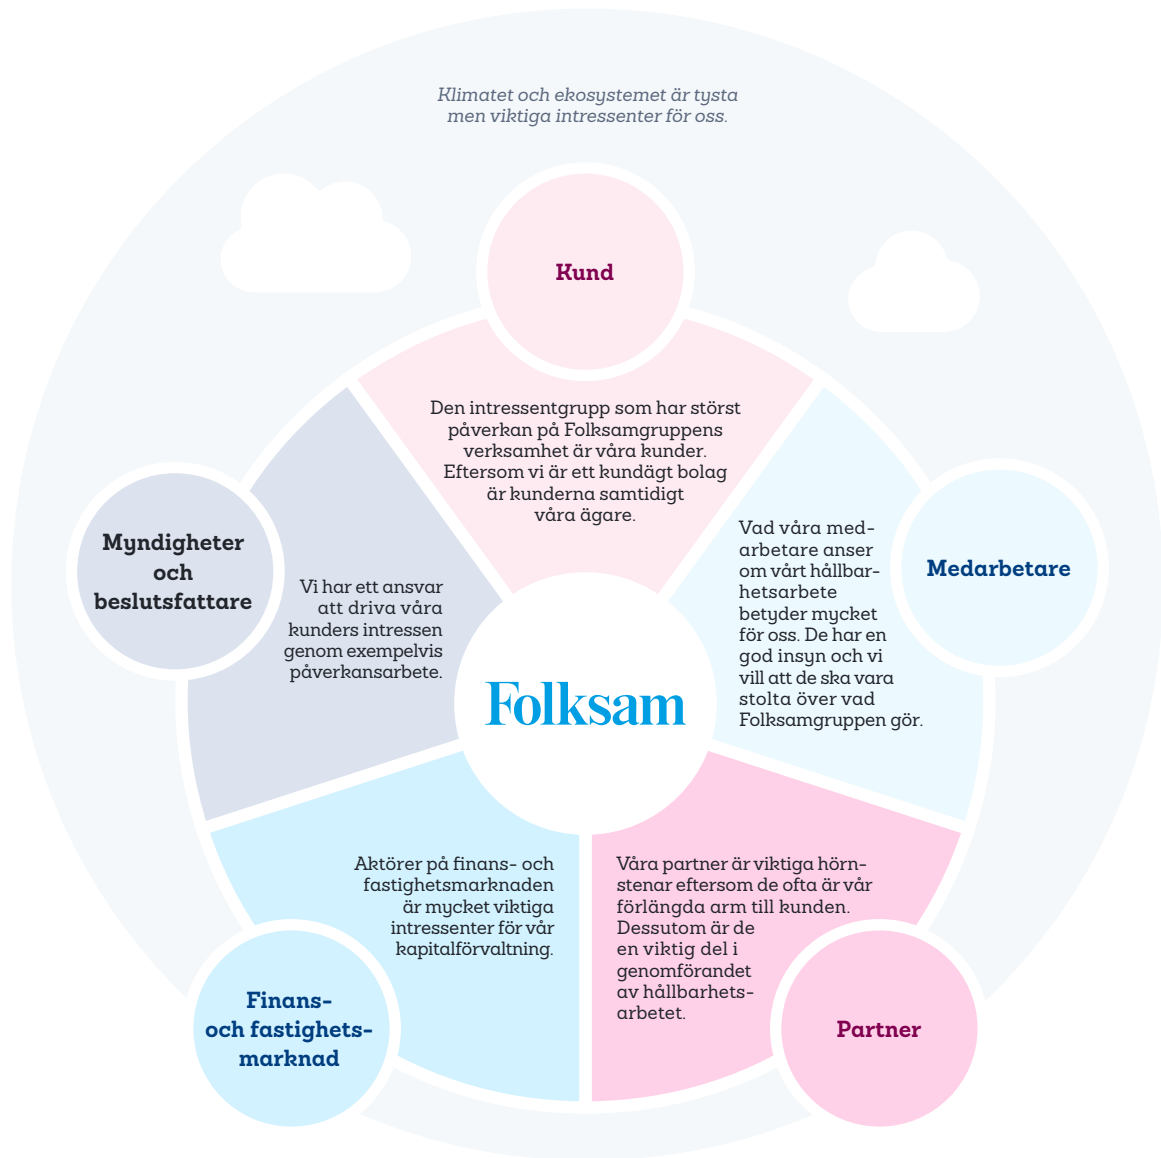 Klimatet och ekosystemet är tysta
men viktiga intressenter för oss.
Kund
Den intressentgrupp som har störst
påverkan på Folksamgruppens
verksamhet är våra kunder.
Eftersom vi är ett kundägt bolag
är kunderna samtidigt
våra ägare.
Medarbetare
Vad våra med-
arbetare anser
om vårt hållbar-
hetsarbete
betyder mycket
för oss. De har en
god insyn och vi
vill att de ska vara
stolta över vad
Folksamgruppen gör.
Myndigheter
och
beslutsfattare
Vi har ett ansvar
att driva våra
kunders intressen
genom exempelvis
påverkansarbete.
Folksam
Aktörer på finans- och
fastighetsmarknaden
är mycket viktiga
intressenter för vår
kapitalförvaltning.
Finans-
och fastighets-
marknad
Våra partner är viktiga hörn-
stenar eftersom de ofta är vår
förlängda arm till kunden.
Dessutom är de
en viktig del i
genomförandet
av hållbarhets-
arbetet.
Partner